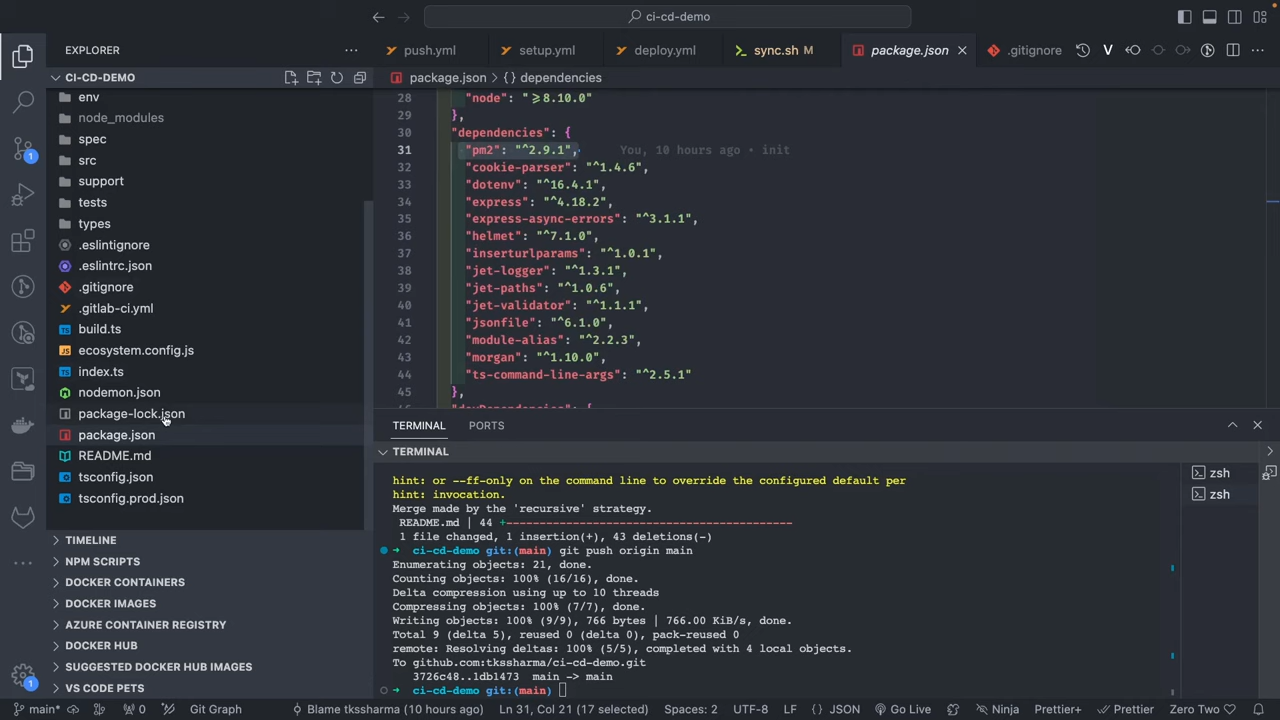 ci-cd-demo
EXPLORER
push.yml
setup.yml
deploy.yml
sync.sh M
package.json
.gitignore
CI-CD-DEMO
package.json > {} dependencies
env
node_modules
spec
src
support
tests
types
.eslintignore
.eslintrc.json
.gitignore
.gitlab-ci.yml
build.ts
ecosystem.config.js
index.ts
nodemon.json
package-lock.json
package.json
README.md
tsconfig.json
tsconfig.prod.json
TIMELINE
NPM SCRIPTS
DOCKER CONTAINERS
DOCKER IMAGES
AZURE CONTAINER REGISTRY
DOCKER HUB
SUGGESTED DOCKER HUB IMAGES
VS CODE PETS
28 "node": "≥8.10.0"
29 },
30 "dependencies": {
31 "pm2": "^2.9.1", You, 10 hours ago • init
32 "cookie-parser": "^1.4.6",
33 "dotenv": "^16.4.1",
34 "express": "^4.18.2",
35 "express-async-errors": "^3.1.1",
36 "helmet": "^7.1.0",
37 "inserturlparams": "^1.0.1",
38 "jet-logger": "^1.3.1",
39 "jet-paths": "^1.0.6",
40 "jet-validator": "^1.1.1",
41 "jsonfile": "^6.1.0",
42 "module-alias": "^2.2.3",
43 "morgan": "^1.10.0",
44 "ts-command-line-args": "^2.5.1"
45 },
TERMINAL
PORTS
TERMINAL
hint: or --ff-only on the command line to override the configured default per
hint: invocation.
Merge made by the 'recursive' strategy.
README.md | 44 +-------------------------------------------
1 file changed, 1 insertion(+), 43 deletions(-)
➜ ci-cd-demo git:(main) git push origin main
Enumerating objects: 21, done.
Counting objects: 100% (16/16), done.
Delta compression using up to 10 threads
Compressing objects: 100% (7/7), done.
Writing objects: 100% (9/9), 766 bytes | 766.00 KiB/s, done.
Total 9 (delta 5), reused 0 (delta 0), pack-reused 0
remote: Resolving deltas: 100% (5/5), completed with 4 local objects.
To github.com:tkssharma/ci-cd-demo.git
3726c48..1db1473 main -> main
➜ ci-cd-demo git:(main)
zsh
zsh
1
1
main*
0
Git Graph
Blame tkssharma (10 hours ago)
Ln 31, Col 21 (17 selected)
Spaces: 2
UTF-8
LF
{} JSON
Go Live
Ninja
Prettier+
Prettier
Zero Two